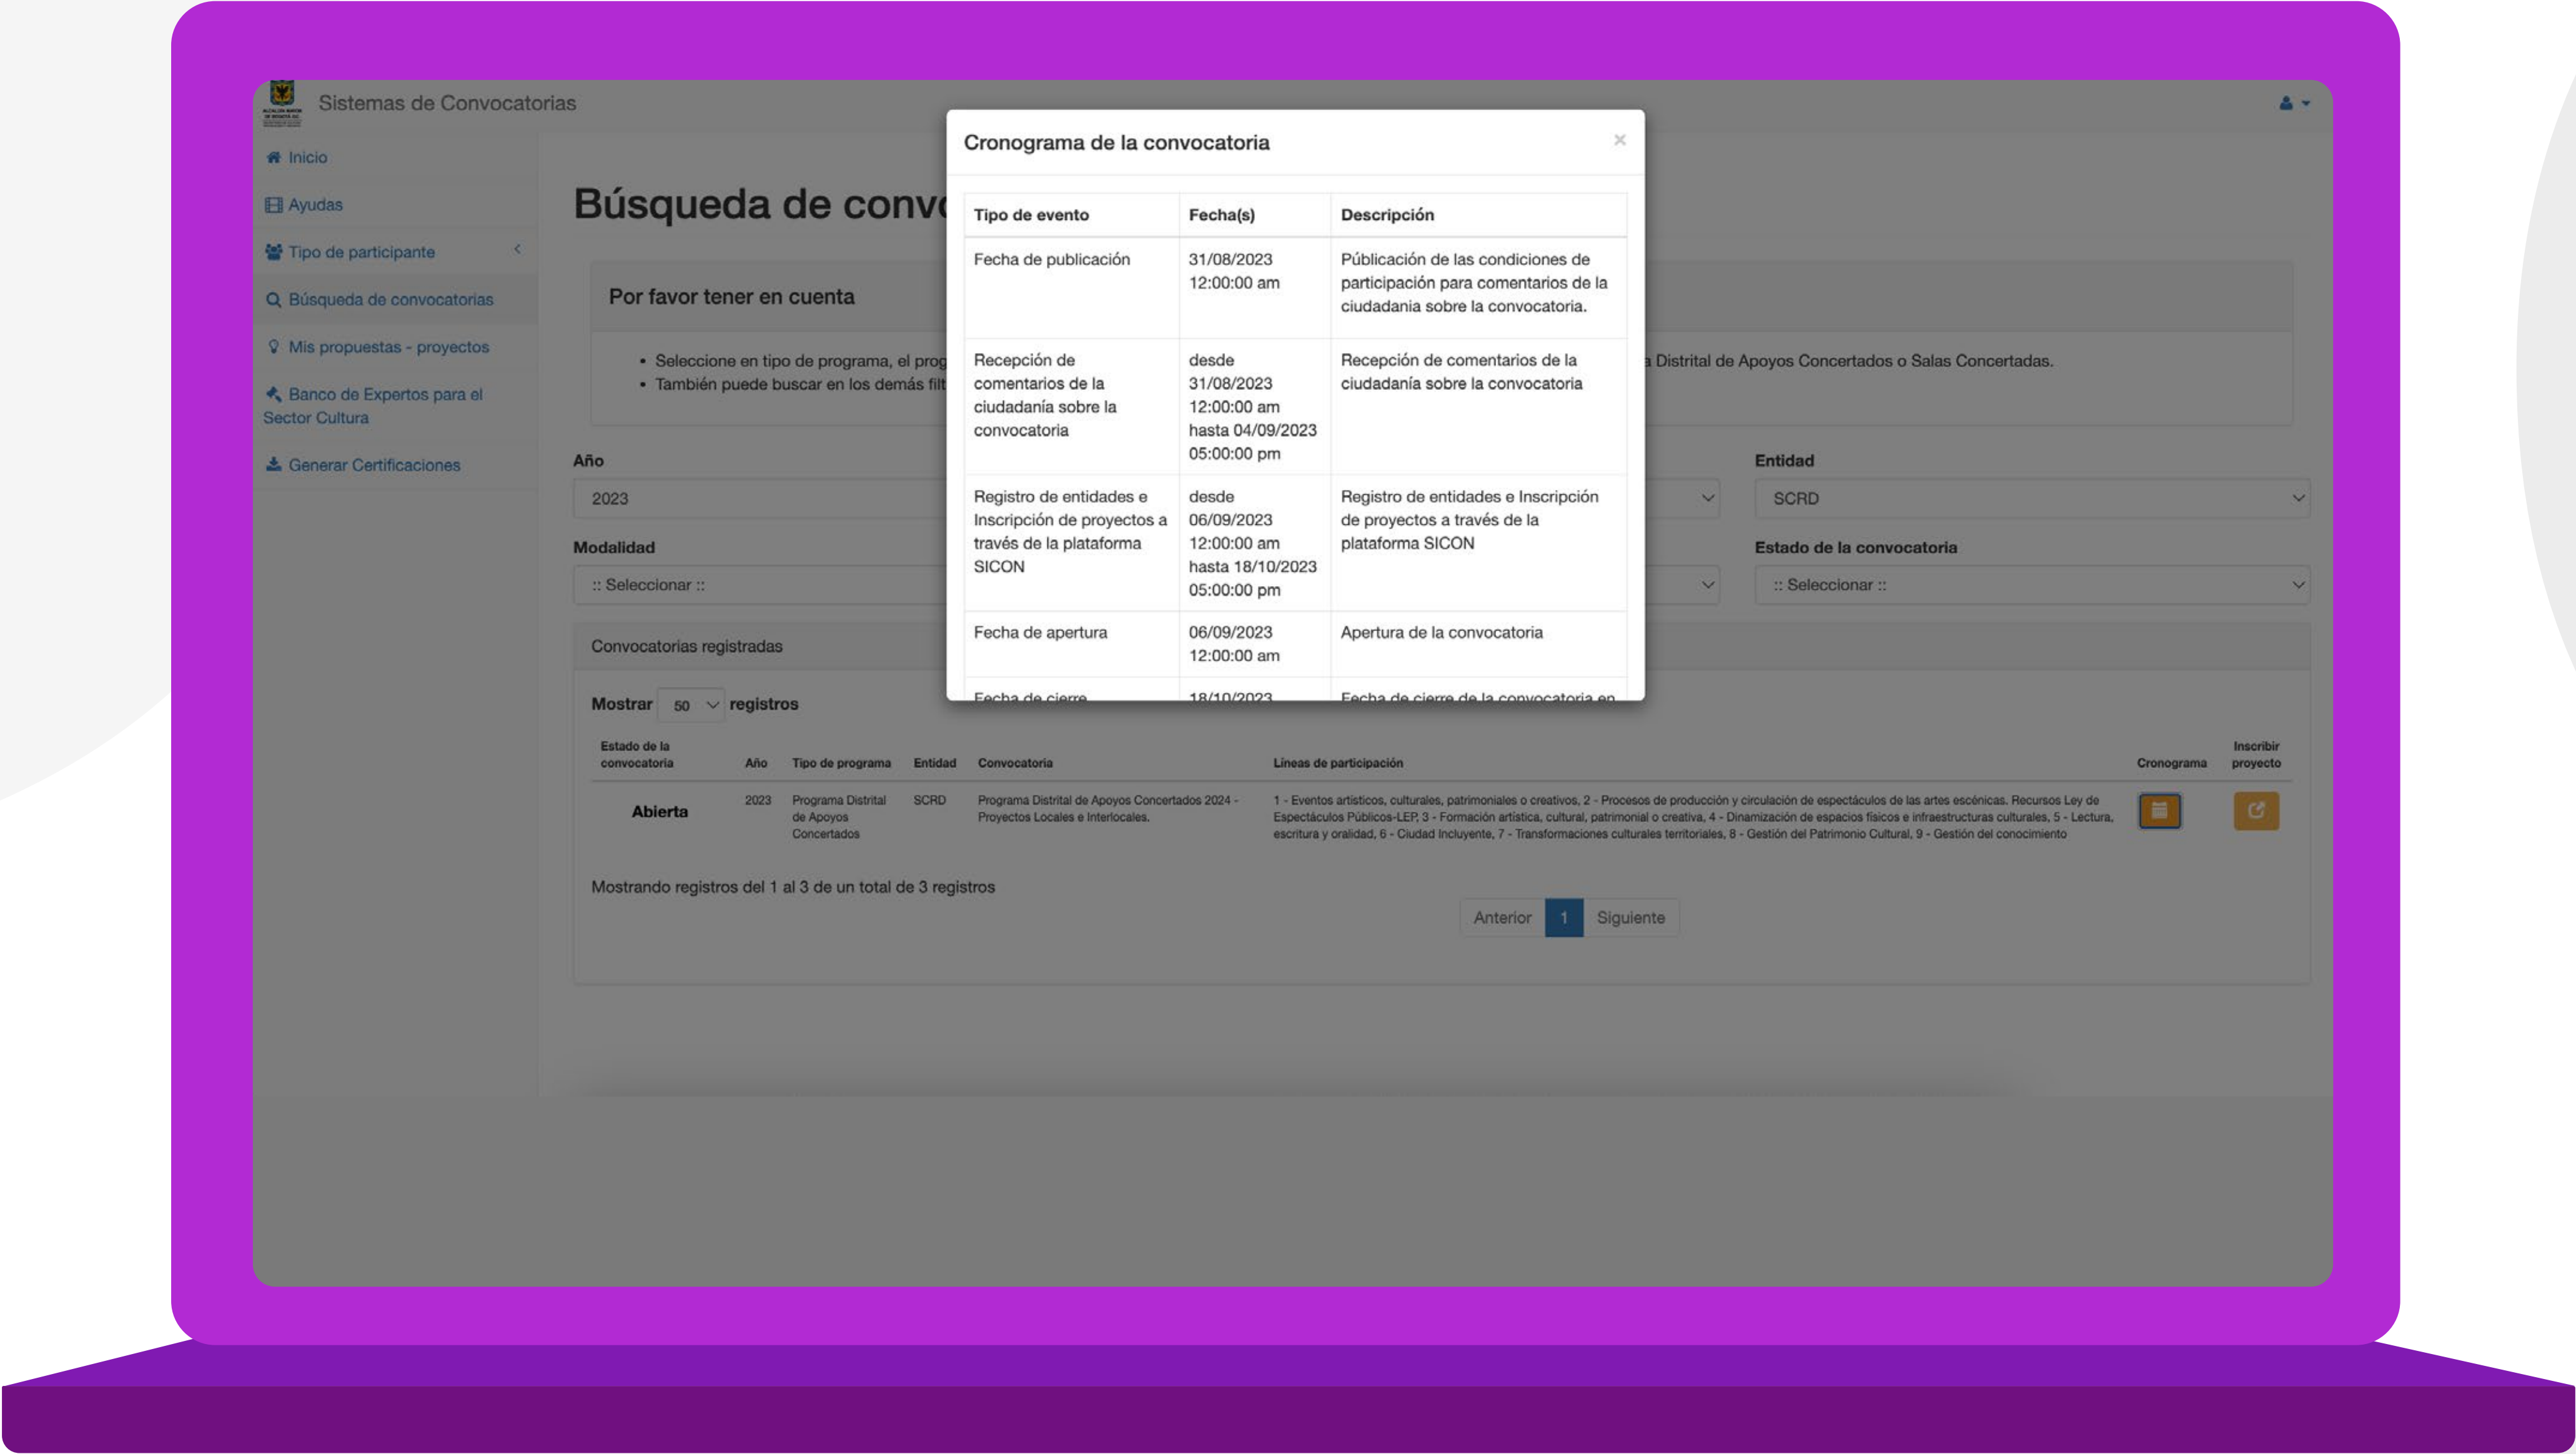 Sistemas de Convocatorias
Inicio
Ayudas
Tipo de participante
Búsqueda de convocatorias
Mis propuestas - proyectos
Banco de Expertos para el
Sector Cultura
Generar Certificaciones
Búsqueda de convo
Por favor tener en cuenta
• Seleccione en tipo de programa, el prog
Distrital de Apoyos Concertados o Salas Concertadas.
• También puede buscar en los demás filt
Año
2023
Entidad
SCRD
Modalidad
:: Seleccionar ::
Estado de la convocatoria
:: Seleccionar ::
Cronograma de la convocatoria
×
Tipo de evento
Fecha(s)
Descripción
Fecha de publicación
31/08/2023
12:00:00 am
Públicación de las condiciones de
participación para comentarios de la
ciudadania sobre la convocatoria.
Recepción de
comentarios de la
ciudadanía sobre la
convocatoria
desde
31/08/2023
12:00:00 am
hasta 04/09/2023
05:00:00 pm
Recepción de comentarios de la
ciudadanía sobre la convocatoria
Registro de entidades e
Inscripción de proyectos a
través de la plataforma
SICON
desde
06/09/2023
12:00:00 am
hasta 18/10/2023
05:00:00 pm
Registro de entidades e Inscripción
de proyectos a través de la
plataforma SICON
Fecha de apertura
06/09/2023
12:00:00 am
Apertura de la convocatoria
Fecha de cierre
18/10/2023
Fecha de cierre de la convocatoria en
Convocatorias registradas
Mostrar 50 registros
Estado de la
convocatoria
Año
Tipo de programa
Entidad
Convocatoria
Líneas de participación
Cronograma
Inscribir
proyecto
Abierta
2023
Programa Distrital
de Apoyos
Concertados
SCRD
Programa Distrital de Apoyos Concertados 2024 -
Proyectos Locales e Interlocales.
1 - Eventos artísticos, culturales, patrimoniales o creativos, 2 - Procesos de producción y circulación de espectáculos de las artes escénicas. Recursos Ley de
Espectáculos Públicos-LEP, 3 - Formación artística, cultural, patrimonial o creativa, 4 - Dinamización de espacios físicos e infraestructuras culturales, 5 - Lectura,
escritura y oralidad, 6 - Ciudad Incluyente, 7 - Transformaciones culturales territoriales, 8 - Gestión del Patrimonio Cultural, 9 - Gestión del conocimiento
Mostrando registros del 1 al 3 de un total de 3 registros
Anterior 1 Siguiente